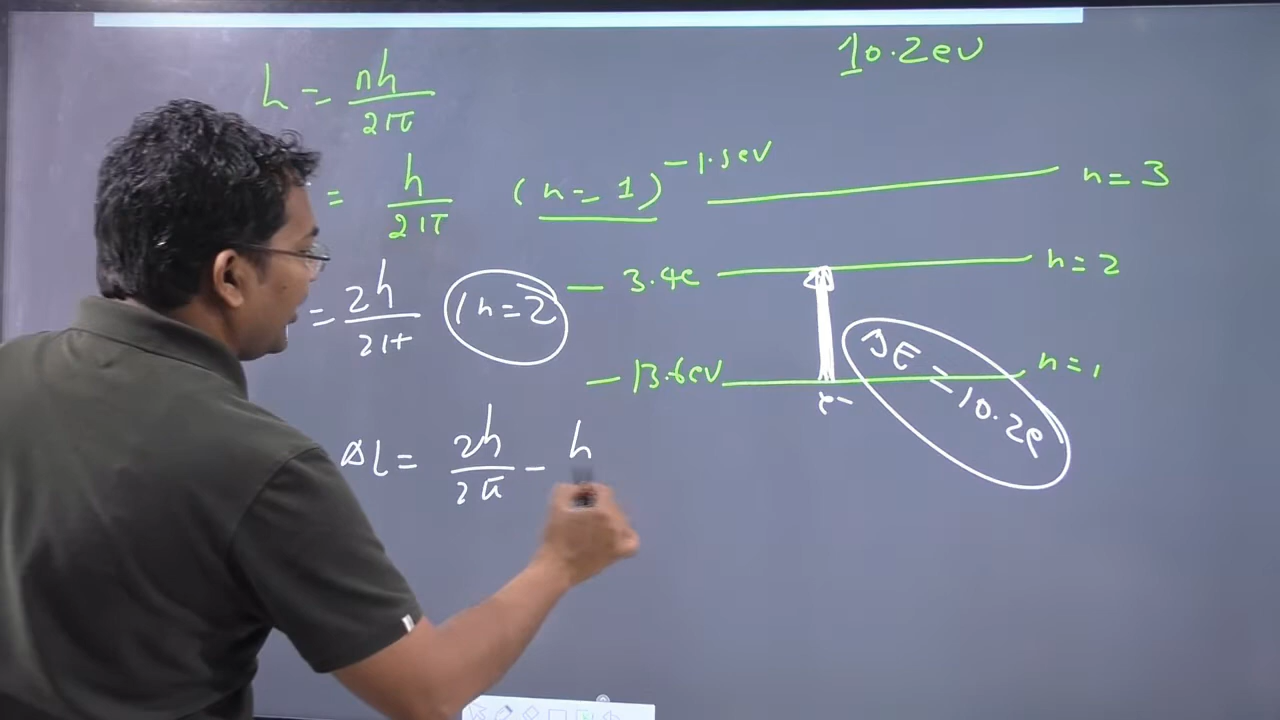 10.2ev
L = nh/2π
= h/2π (n = 1)
-1.5ev n = 3
= 2h/2π (n = 2)
- 3.4e n = 2
- 13.6ev n = 1
e-
ΔE = 10.2e
ΔL = 2h/2π - h